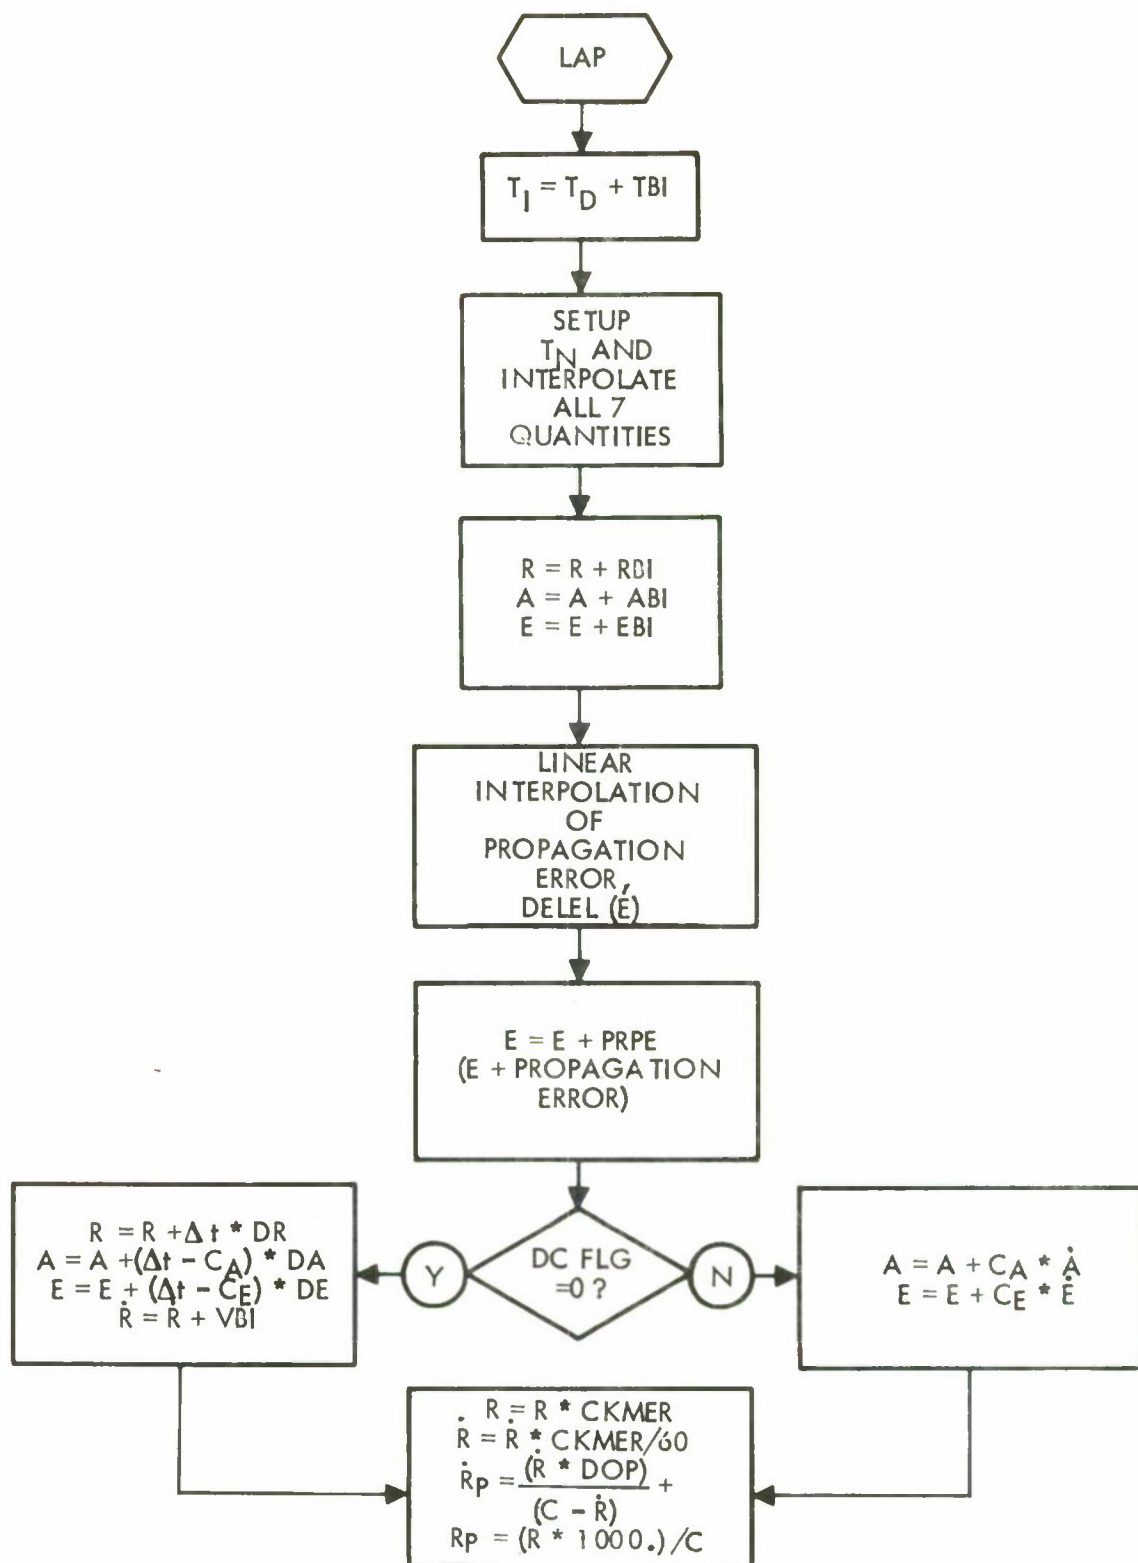 LAP
T_I = T_D + TBI
SETUP
T_N AND
INTERPOLATE
ALL 7
QUANTITIES
R = R + RBI
A = A + ABI
E = E + EBI
LINEAR
INTERPOLATION
OF
PROPAGATION
ERROR,
DELEL (E)
E = E + PRPE
(E + PROPAGATION
ERROR)
DC FLG
=0 ?
Y
N
R = R + Δt * DR
A = A + (Δt - C_A) * DA
E = E + (Δt - C_E) * DE
Ṙ = Ṙ + VBI
A = A + C_A * Ȧ
E = E + C_E * Ė
R = R * CKMER
Ṙ = Ṙ * CKMER/60
Ṙp = (Ṙ * DOP) +
(C - Ṙ)
Rp = (R * 1000.)/C